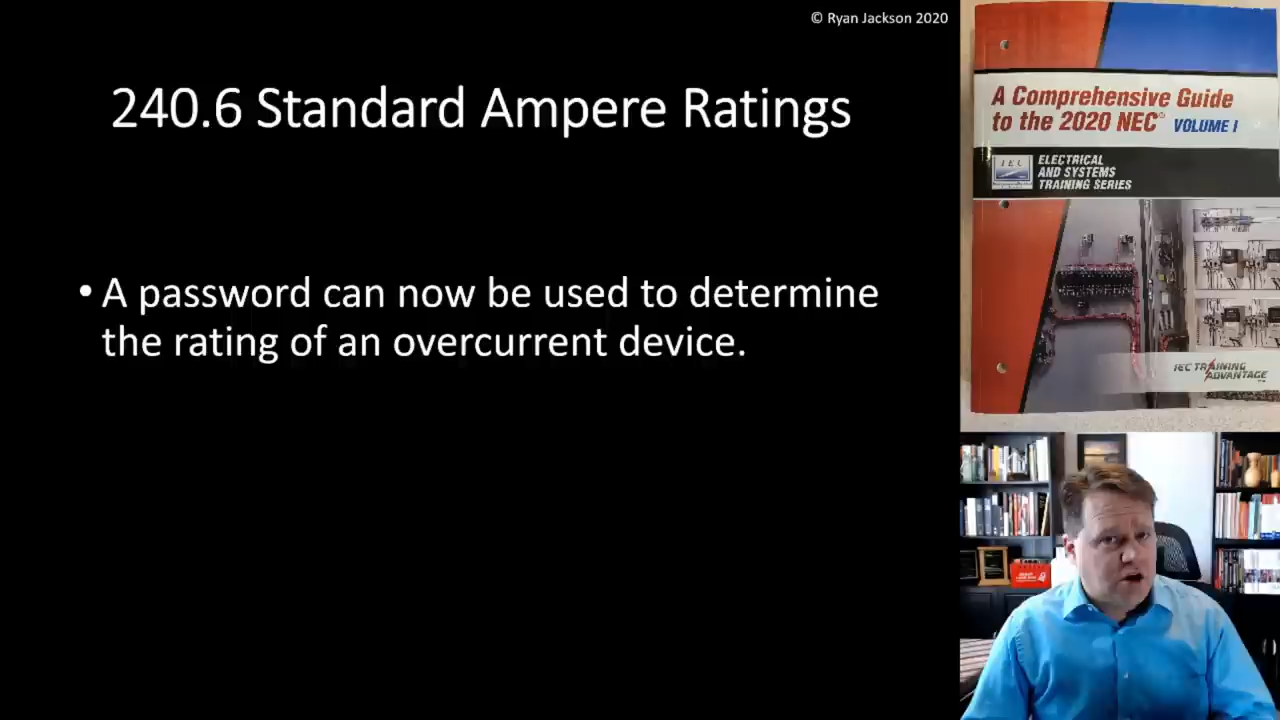 © Ryan Jackson 2020
240.6 Standard Ampere Ratings
• A password can now be used to determine
the rating of an overcurrent device.
A Comprehensive Guide
to the 2020 NEC® VOLUME I
IEC
ELECTRICAL
AND SYSTEMS
TRAINING SERIES
IEC TRAINING
ADVANTAGE